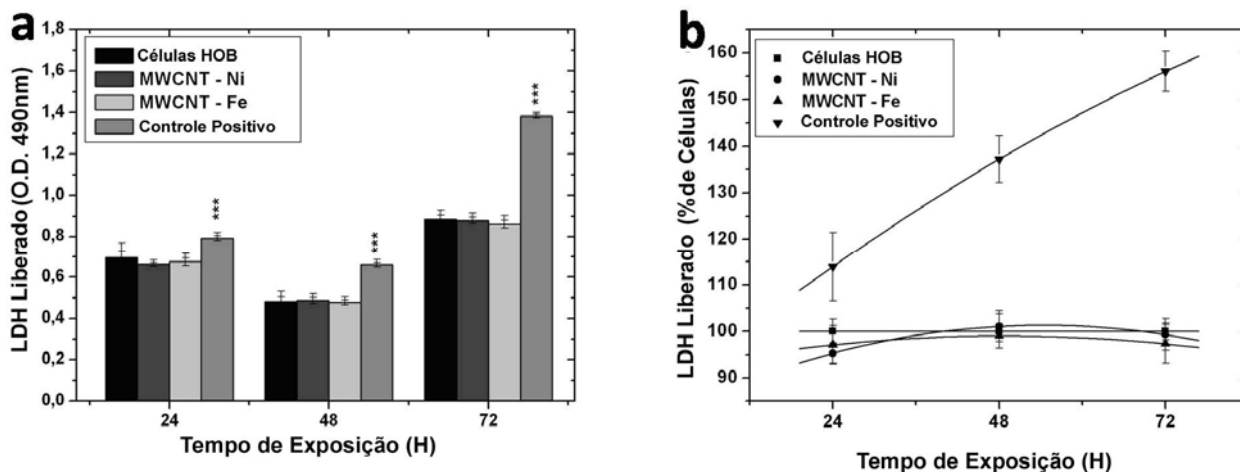 a
LDH Liberado (O.D. 490nm)
1,8
1,6
1,4
1,2
1,0
0,8
0,6
0,4
0,2
0,0
Células HOB
MWCNT - Ni
MWCNT - Fe
Controle Positivo
***
***
***
24
48
72
Tempo de Exposição (H)
b
LDH Liberado (%de Células)
160
150
140
130
120
110
100
90
Células HOB
MWCNT - Ni
MWCNT - Fe
Controle Positivo
24
48
72
Tempo de Exposição (H)